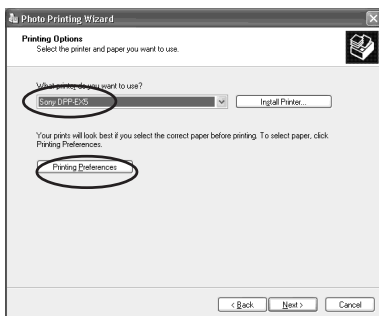 Photo Printing Wizard
Printing Options
Select the printer and paper you want to use.
What printer do you want to use?
Sony DPP-EX5
Install Printer...
Your prints will look best if you select the correct paper before printing. To select paper, click
Printing Preferences.
Printing Preferences
< Back Next > Cancel